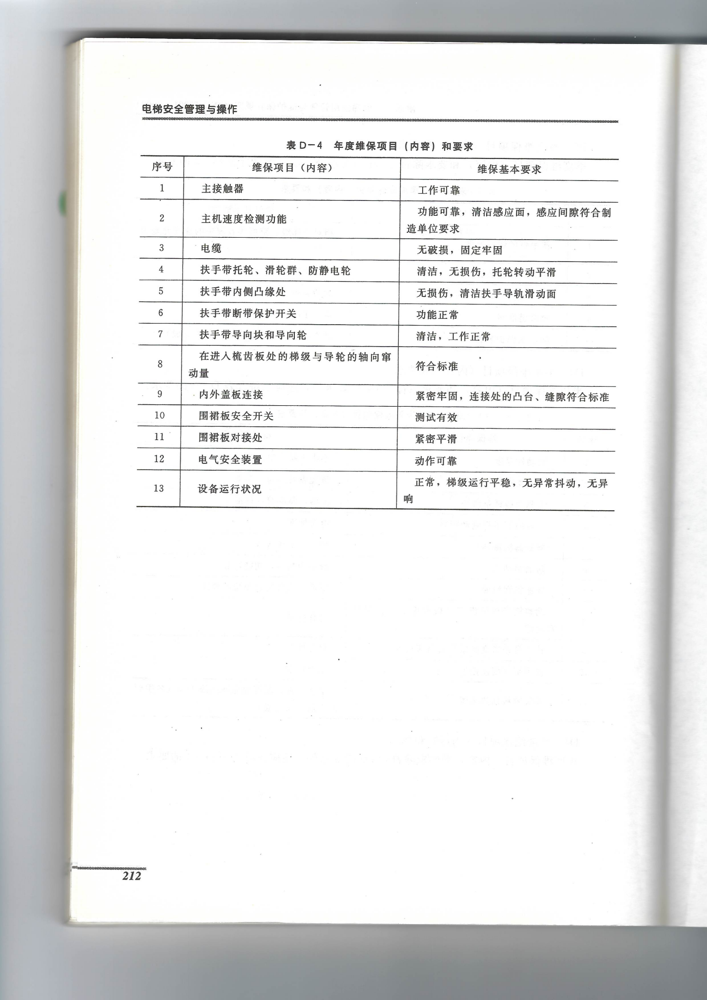 电梯安全管理与操作
表 D-4 年度维保项目（内容）和要求
序号 维保项目（内容） 维保基本要求
1 主接触器 工作可靠
2 主机速度检测功能 功能可靠，清洁感应面，感应间隙符合制
造单位要求
3 电缆 无破损，固定牢固
4 扶手带托轮、滑轮群、防静电轮 清洁，无损伤，托轮转动平滑
5 扶手带内侧凸缘处 无损伤，清洁扶手导轨滑动面
6 扶手带断带保护开关 功能正常
7 扶手带导向块和导向轮 清洁，工作正常
8 在进入梳齿板处的梯级与导轮的轴向窜
动量 符合标准
9 内外盖板连接 紧密牢固，连接处的凸台、缝隙符合标准
10 围裙板安全开关 测试有效
11 围裙板对接处 紧密平滑
12 电气安全装置 动作可靠
13 设备运行状况 正常，梯级运行平稳，无异常抖动，无异
响
212